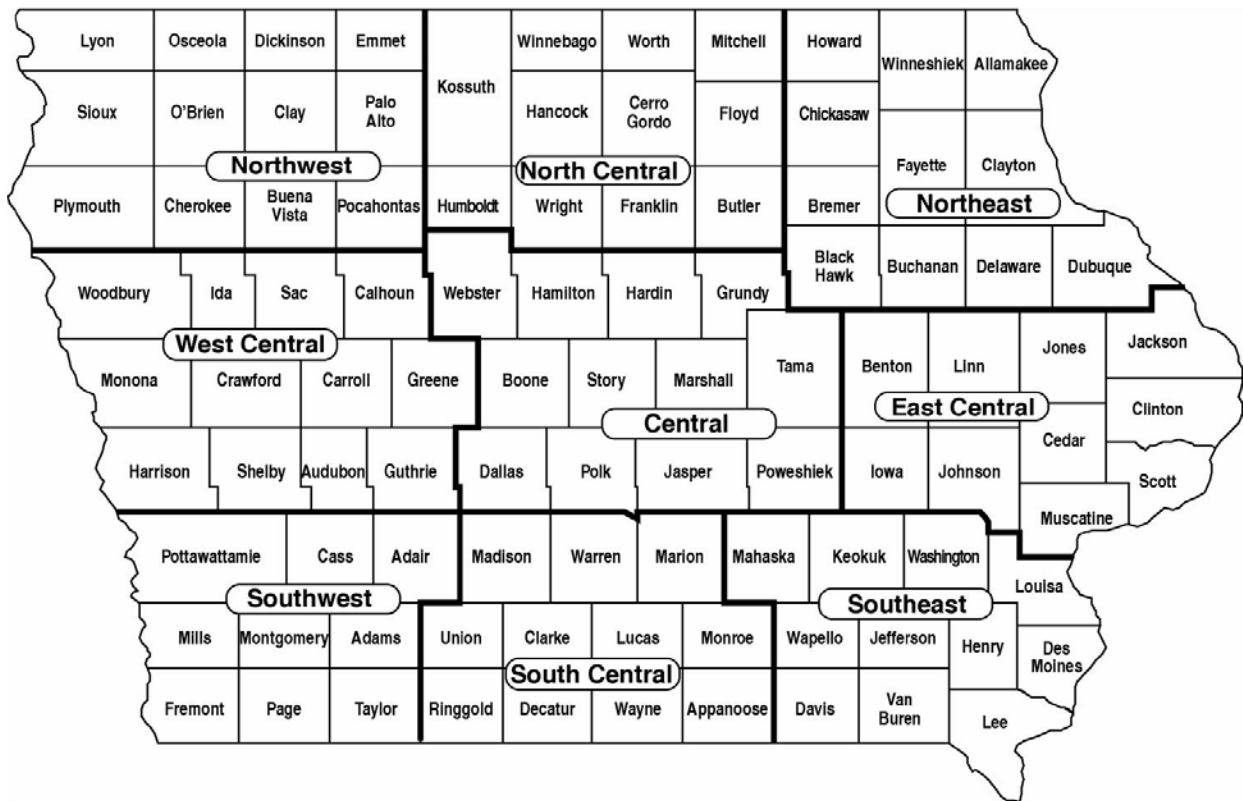 Lyon
Osceola
Dickinson
Emmet
Kossuth
Winnebago
Worth
Mitchell
Howard
Winneshiek
Allamakee
Sioux
O'Brien
Clay
Palo
Alto
Hancock
Cerro
Gordo
Floyd
Chickasaw
Northwest
North Central
Fayette
Clayton
Northeast
Plymouth
Cherokee
Buena
Vista
Pocahontas
Humboldt
Wright
Franklin
Butler
Bremer
Black
Hawk
Buchanan
Delaware
Dubuque
Woodbury
Ida
Sac
Calhoun
Webster
Hamilton
Hardin
Grundy
West Central
Monona
Crawford
Carroll
Greene
Boone
Story
Marshall
Tama
Benton
Linn
Jones
Jackson
Central
East Central
Clinton
Cedar
Harrison
Shelby
Audubon
Guthrie
Dallas
Polk
Jasper
Poweshiek
Iowa
Johnson
Scott
Muscatine
Pottawattamie
Cass
Adair
Madison
Warren
Marion
Mahaska
Keokuk
Washington
Louisa
Southwest
Southeast
Mills
Montgomery
Adams
Union
Clarke
Lucas
Monroe
Wapello
Jefferson
Henry
Des
Moines
South Central
Fremont
Page
Taylor
Ringgold
Decatur
Wayne
Appanoose
Davis
Van
Buren
Lee